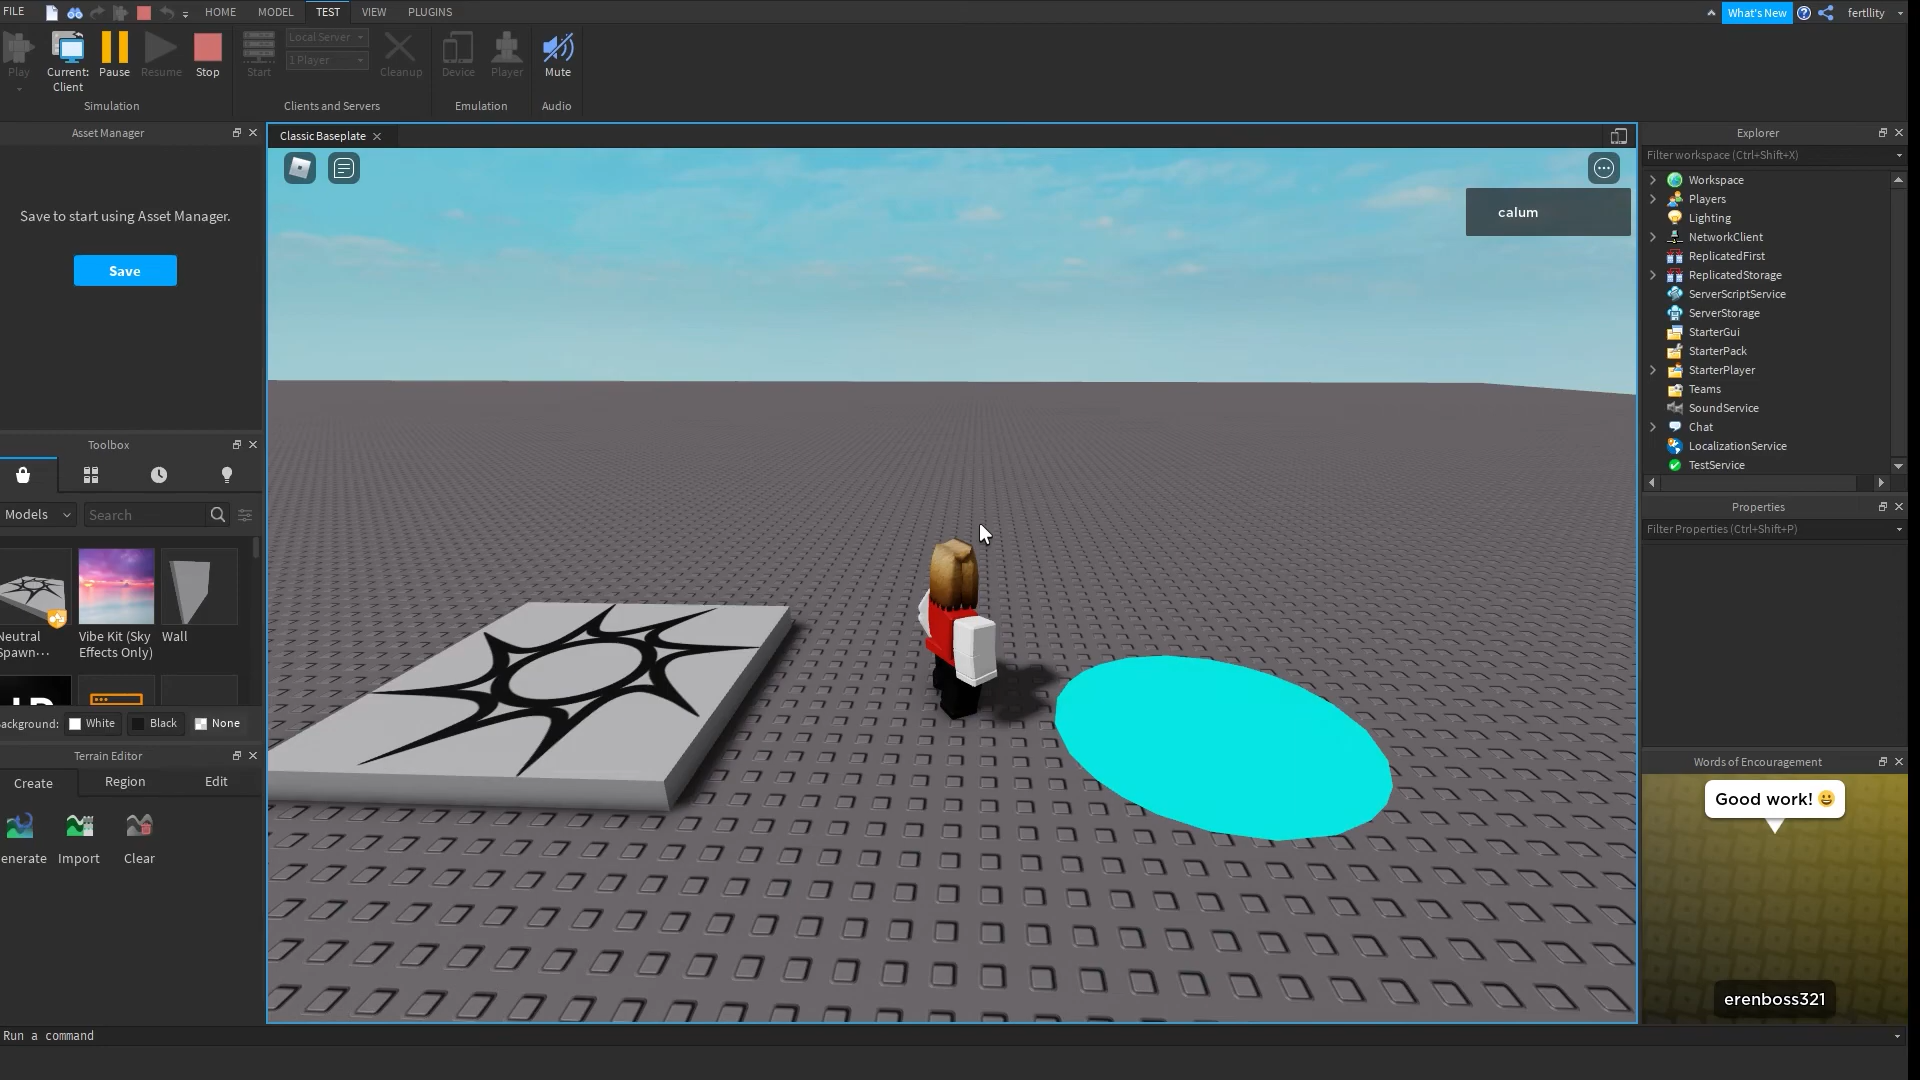 FILE
HOME
MODEL
TEST
VIEW
PLUGINS
What's New
fertllity
Play
Current:
Client
Pause
Resume
Stop
Simulation
Start
Local Server
1 Player
Cleanup
Clients and Servers
Device
Player
Emulation
Mute
Audio
Asset Manager
Save to start using Asset Manager.
Save
Toolbox
Models
Search
Neutral
Spawn...
Vibe Kit (Sky
Effects Only)
Wall
ackground:
White
Black
None
Terrain Editor
Create
Region
Edit
enerate
Import
Clear
Classic Baseplate
calum
Explorer
Filter workspace (Ctrl+Shift+X)
Workspace
Players
Lighting
NetworkClient
ReplicatedFirst
ReplicatedStorage
ServerScriptService
ServerStorage
StarterGui
StarterPack
StarterPlayer
Teams
SoundService
Chat
LocalizationService
TestService
Properties
Filter Properties (Ctrl+Shift+P)
Words of Encouragement
Good work! 😀
erenboss321
Run a command